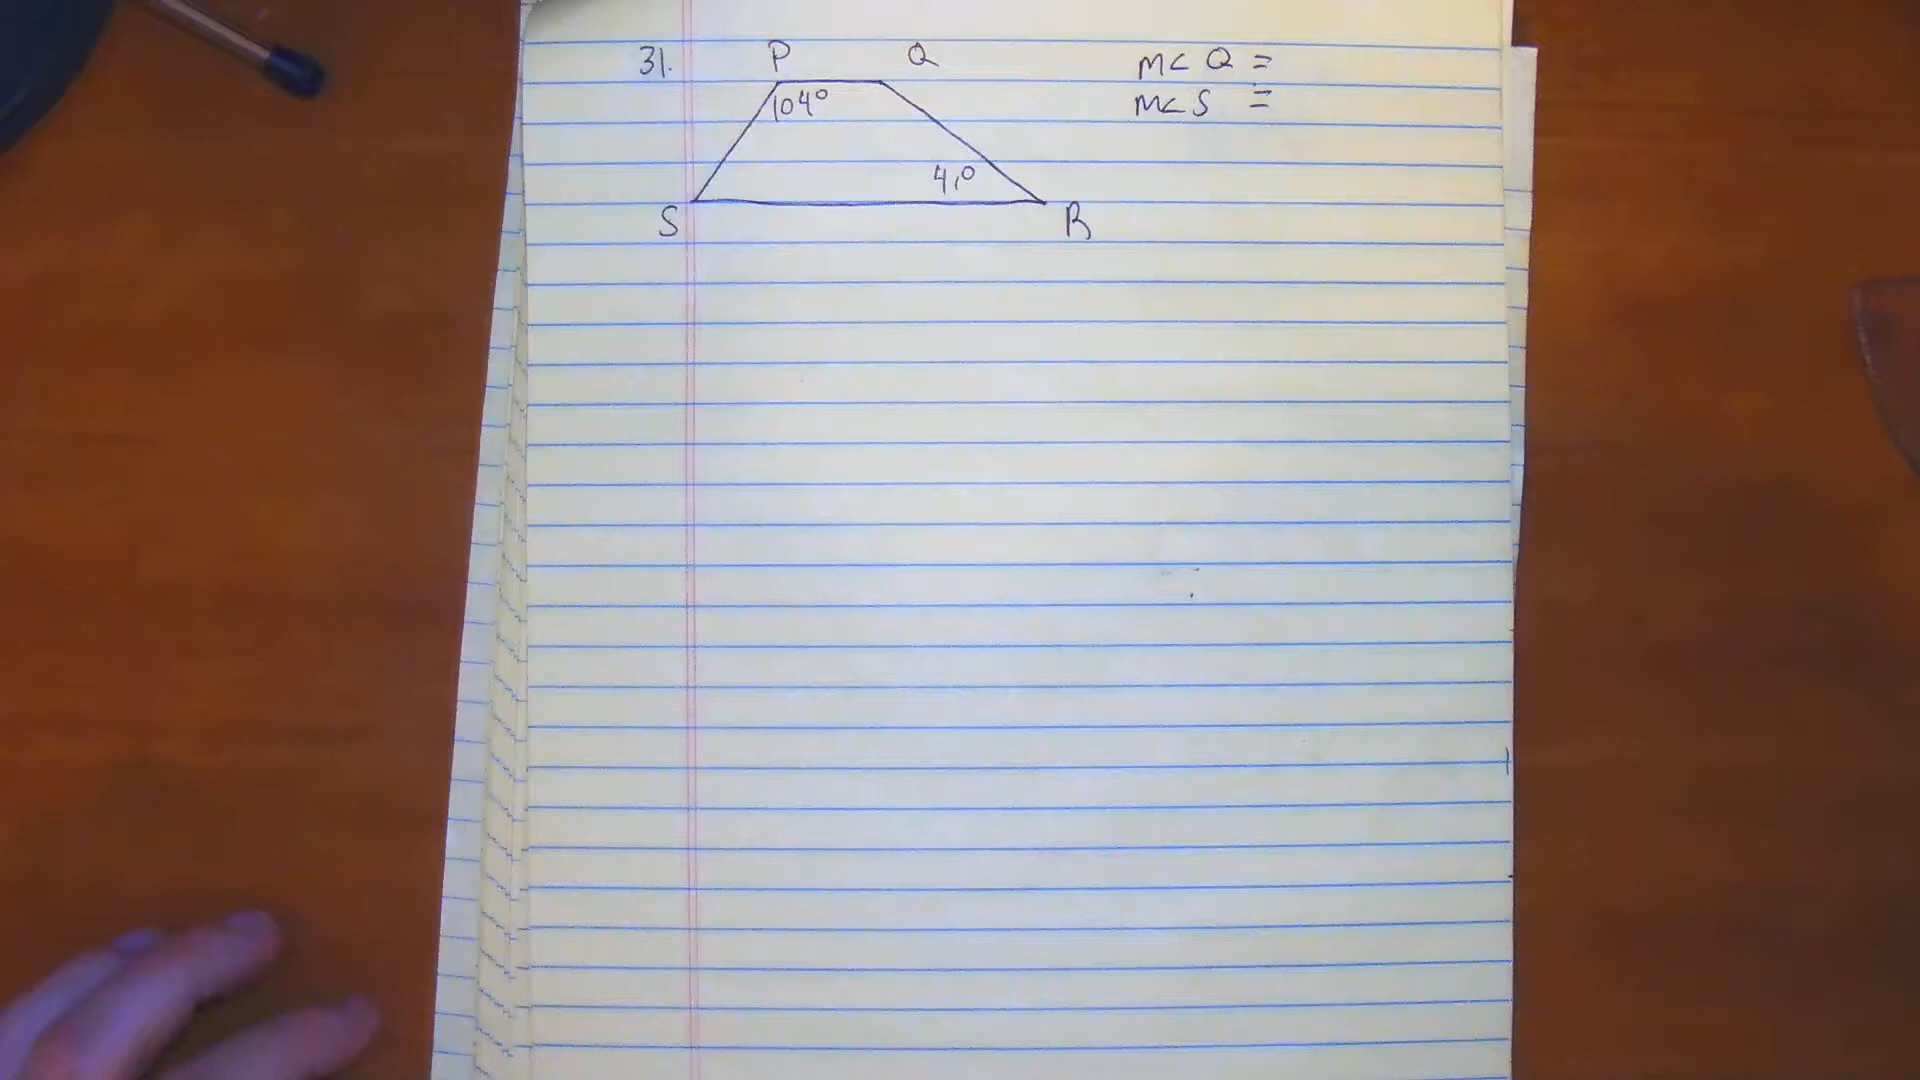 31. P Q
104°
41°
S R
m< Q =
m< S =